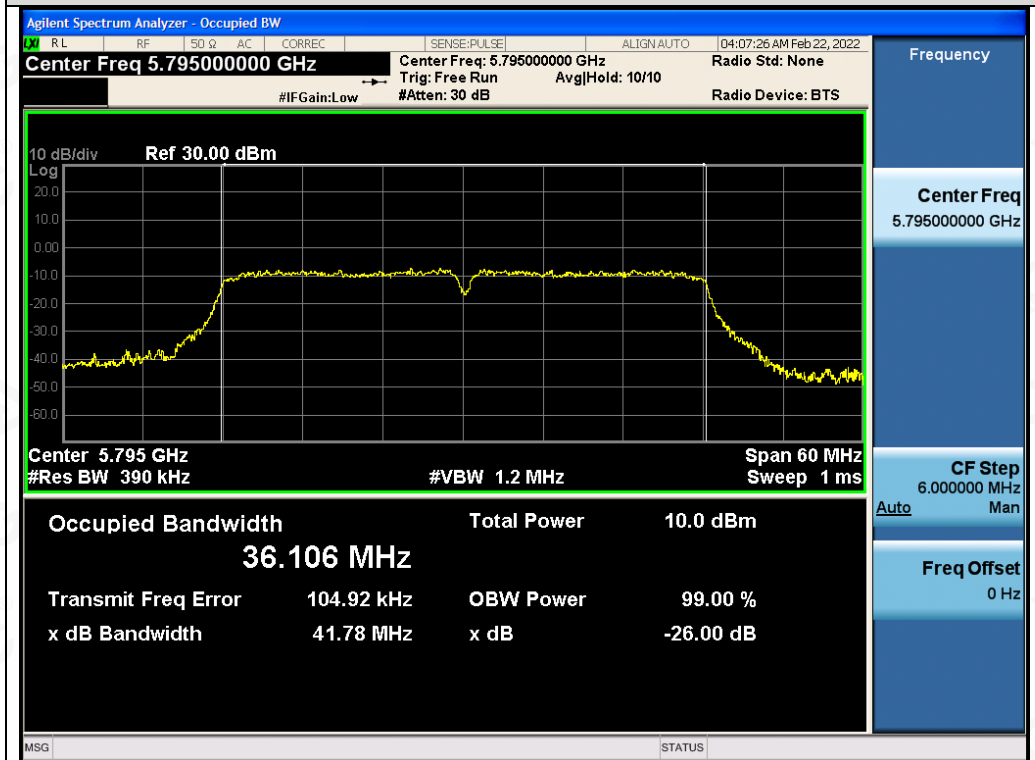 Agilent Spectrum Analyzer - Occupied BW
LXI RL RF 50 Ω AC CORREC SENSE:PULSE ALIGN AUTO 04:07:26 AM Feb 22, 2022
Center Freq 5.795000000 GHz
#IFGain:Low
Center Freq: 5.795000000 GHz
Trig: Free Run Avg|Hold: 10/10
#Atten: 30 dB
Radio Std: None
Radio Device: BTS
10 dB/div Ref 30.00 dBm
Log
20.0
10.0
0.00
-10.0
-20.0
-30.0
-40.0
-50.0
-60.0
Center 5.795 GHz Span 60 MHz
#Res BW 390 kHz #VBW 1.2 MHz Sweep 1 ms
Occupied Bandwidth Total Power 10.0 dBm
36.106 MHz
Transmit Freq Error 104.92 kHz OBW Power 99.00 %
x dB Bandwidth 41.78 MHz x dB -26.00 dB
MSG STATUS
Frequency
Center Freq
5.795000000 GHz
CF Step
6.000000 MHz
Auto Man
Freq Offset
0 Hz